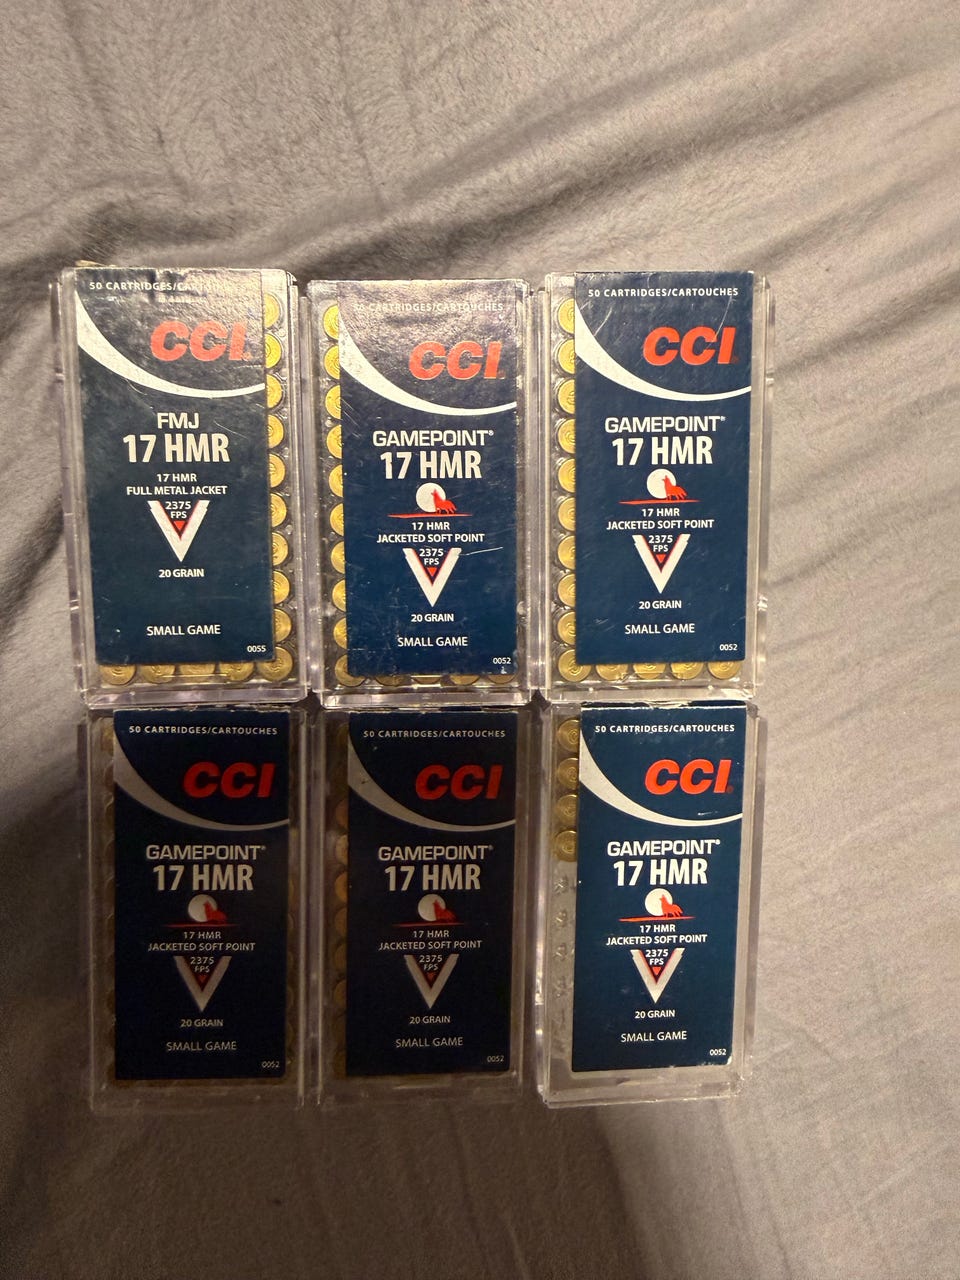 50 CARTRIDGES/CARTOUCHES
CCI
FMJ
17 HMR
17 HMR
FULL METAL JACKET
2375
FPS
20 GRAIN
SMALL GAME
0055
50 CARTRIDGES/CARTOUCHES
CCI
GAMEPOINT®
17 HMR
17 HMR
JACKETED SOFT POINT
2375
FPS
20 GRAIN
SMALL GAME
0052
50 CARTRIDGES/CARTOUCHES
CCI
GAMEPOINT®
17 HMR
17 HMR
JACKETED SOFT POINT
2375
FPS
20 GRAIN
SMALL GAME
0052
50 CARTRIDGES/CARTOUCHES
CCI
GAMEPOINT®
17 HMR
17 HMR
JACKETED SOFT POINT
2375
FPS
20 GRAIN
SMALL GAME
0052
50 CARTRIDGES/CARTOUCHES
CCI
GAMEPOINT®
17 HMR
17 HMR
JACKETED SOFT POINT
2375
FPS
20 GRAIN
SMALL GAME
0052
50 CARTRIDGES/CARTOUCHES
CCI
GAMEPOINT®
17 HMR
17 HMR
JACKETED SOFT POINT
2375
FPS
20 GRAIN
SMALL GAME
0052